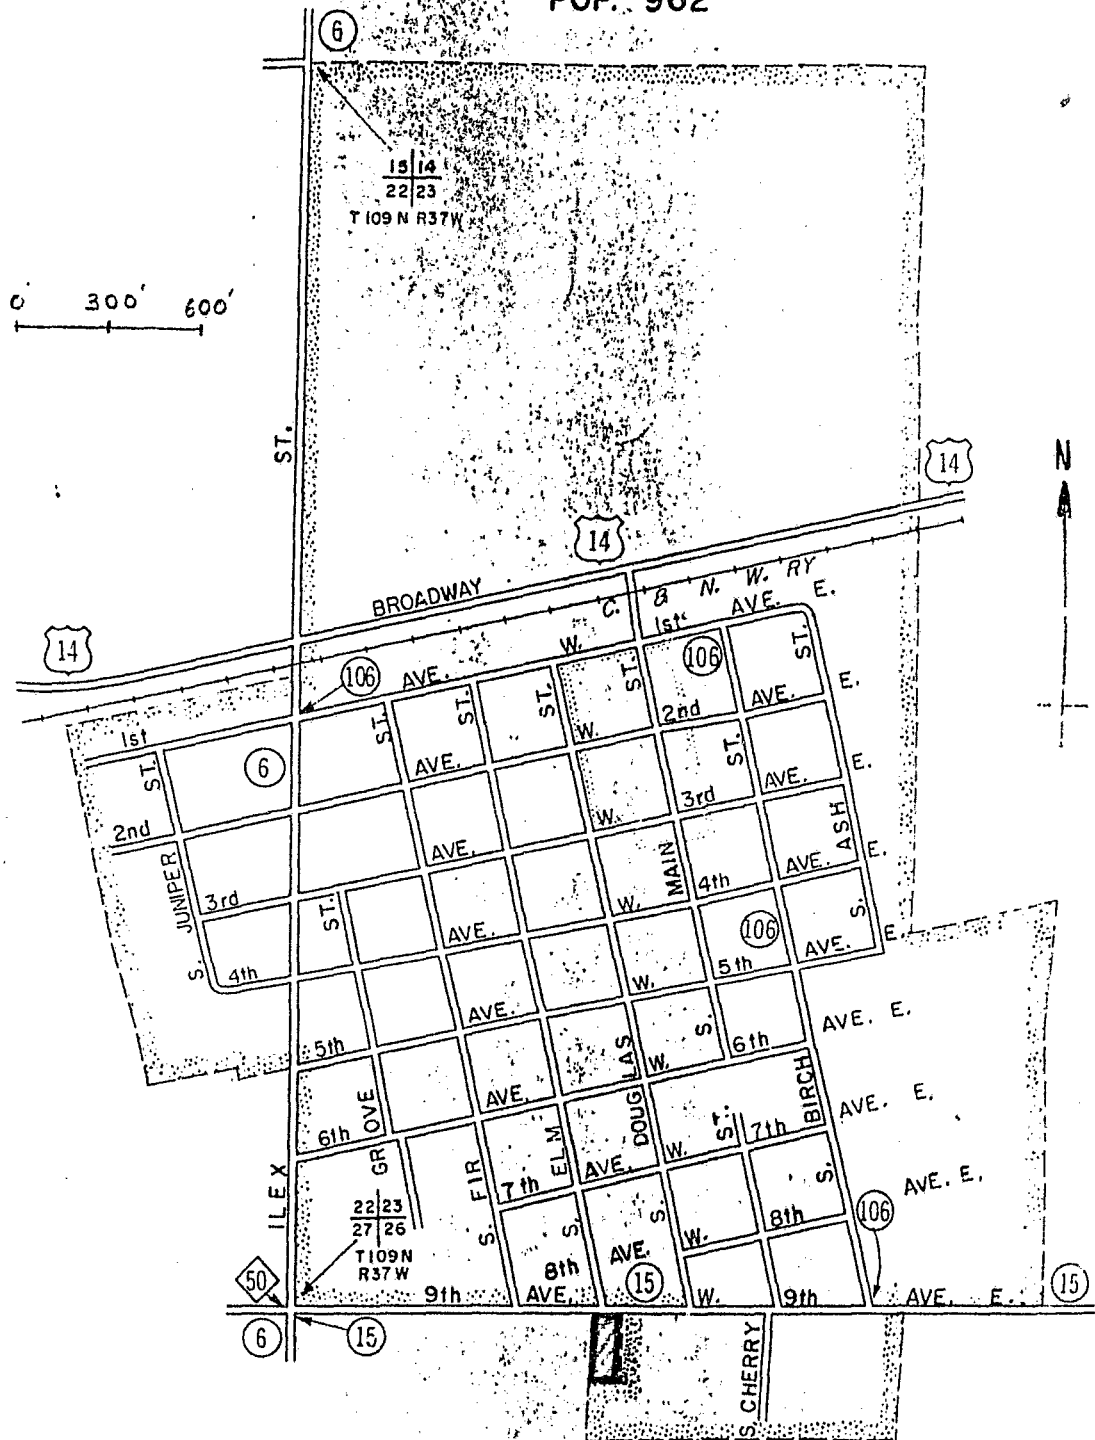 POP. 962
6
15 14
22 23
T 109 N R37W
0' 300' 600'
ST.
14
N
14
BROADWAY
C. & N. W. RY
14
1st AVE. E.
106
AVE.
W.
106
ST.
ST.
ST.
ST.
ST.
1st
6
AVE.
W.
2nd
AVE.
E.
ST.
ST.
2nd
AVE.
W.
3rd
AVE.
E.
JUNIPER
MAIN
ASH
3rd
ST.
AVE.
W.
4th
AVE.
E.
S.
4th
106
S.
AVE.
W.
5th
AVE.
E.
5th
AVE.
W.
S.
6th
AVE. E.
GROVE
DOUGLAS
BIRCH
6th
AVE.
W.
ST.
7th
AVE. E.
ILEX
FIR
ELM
7th
AVE.
W.
8th
S.
AVE. E.
22 23
27 26
T109N
R37W
S.
S.
S.
8th
AVE.
W.
106
50
9th
AVE.
15
W.
9th
AVE. E.
15
6
15
S. CHERRY